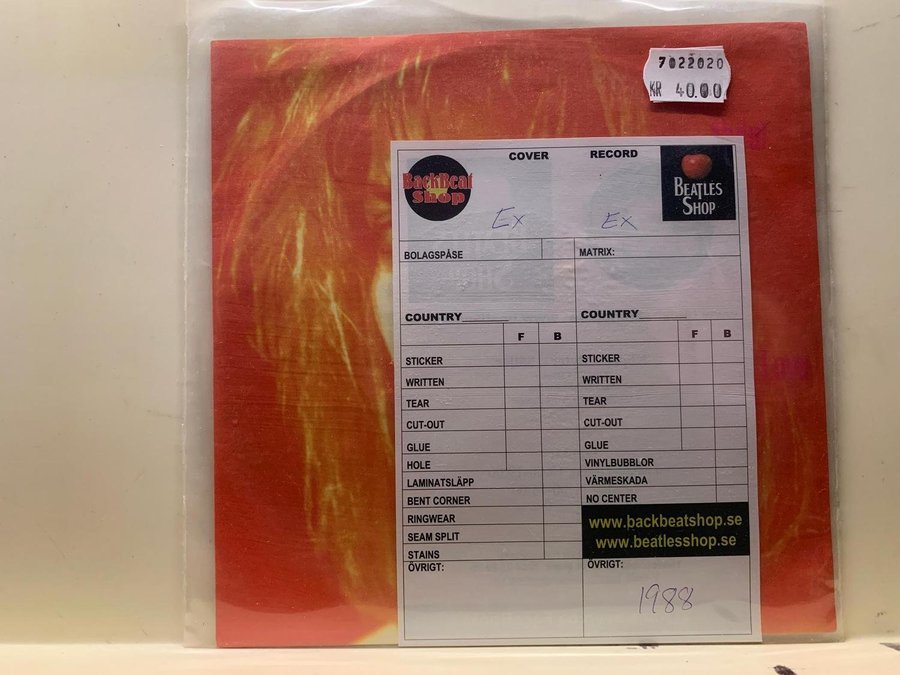 7022020
KR 40.00
COVER
RECORD
BackBeat
Shop
BEATLES
SHOP
Ex
Ex
BOLAGSPÅSE
MATRIX:
COUNTRY______
COUNTRY______
F B
F B
STICKER
STICKER
WRITTEN
WRITTEN
TEAR
TEAR
CUT-OUT
CUT-OUT
GLUE
GLUE
HOLE
VINYLBUBBLOR
LAMINATSLÄPP
VÄRMESKADA
BENT CORNER
NO CENTER
RINGWEAR
www.backbeatshop.se
SEAM SPLIT
www.beatlesshop.se
STAINS
ÖVRIGT:
ÖVRIGT:
1988